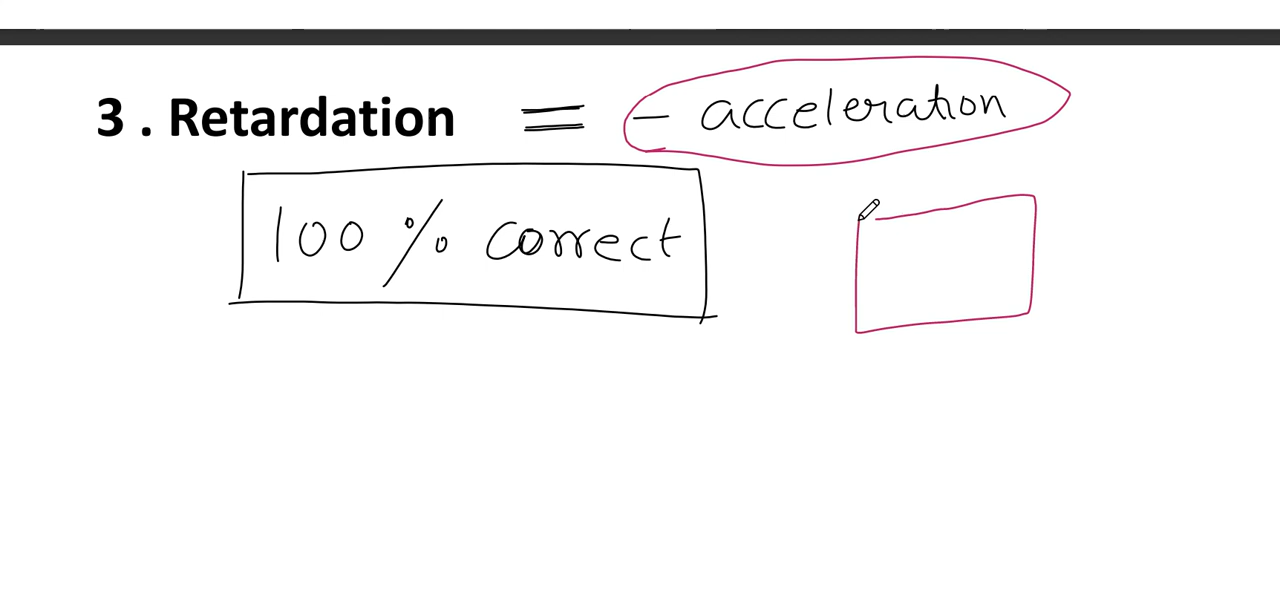 3 . Retardation = - acceleration
100 % correct